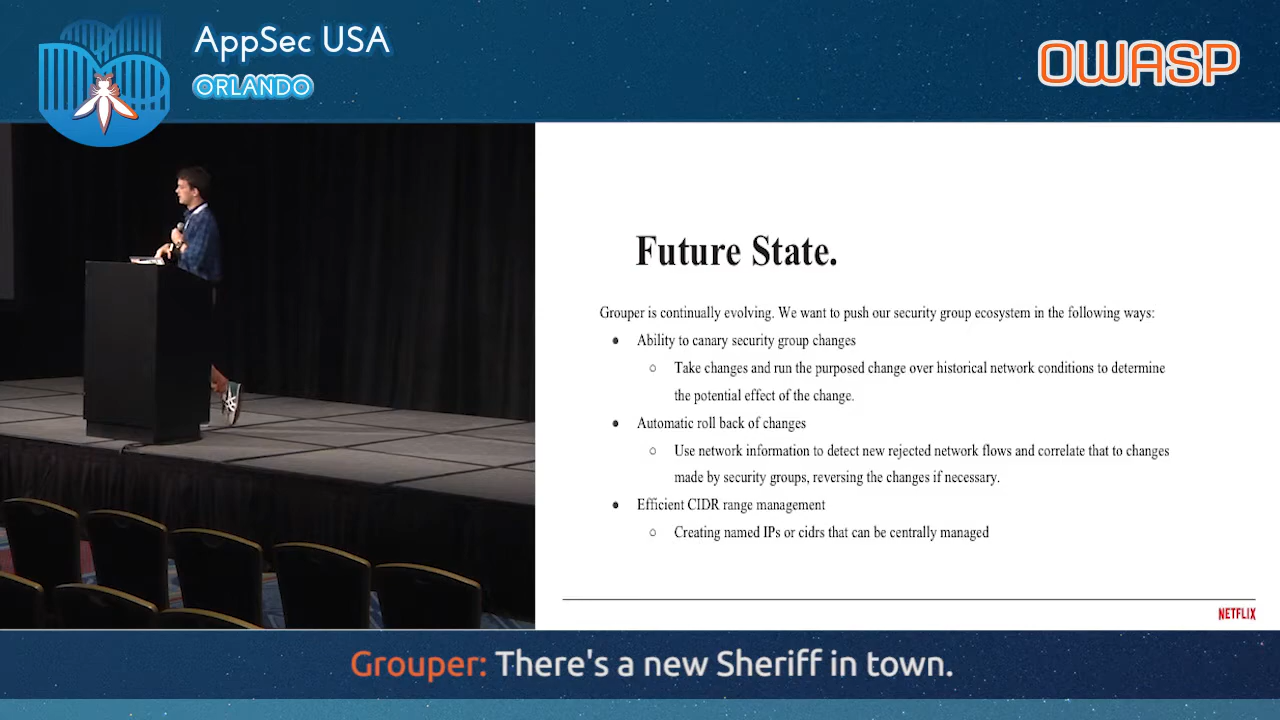 AppSec USA
ORLANDO
OWASP
Future State.
Grouper is continually evolving. We want to push our security group ecosystem in the following ways:
● Ability to canary security group changes
○ Take changes and run the purposed change over historical network conditions to determine
the potential effect of the change.
● Automatic roll back of changes
○ Use network information to detect new rejected network flows and correlate that to changes
made by security groups, reversing the changes if necessary.
● Efficient CIDR range management
○ Creating named IPs or cidrs that can be centrally managed
NETFLIX
Grouper: There's a new Sheriff in town.